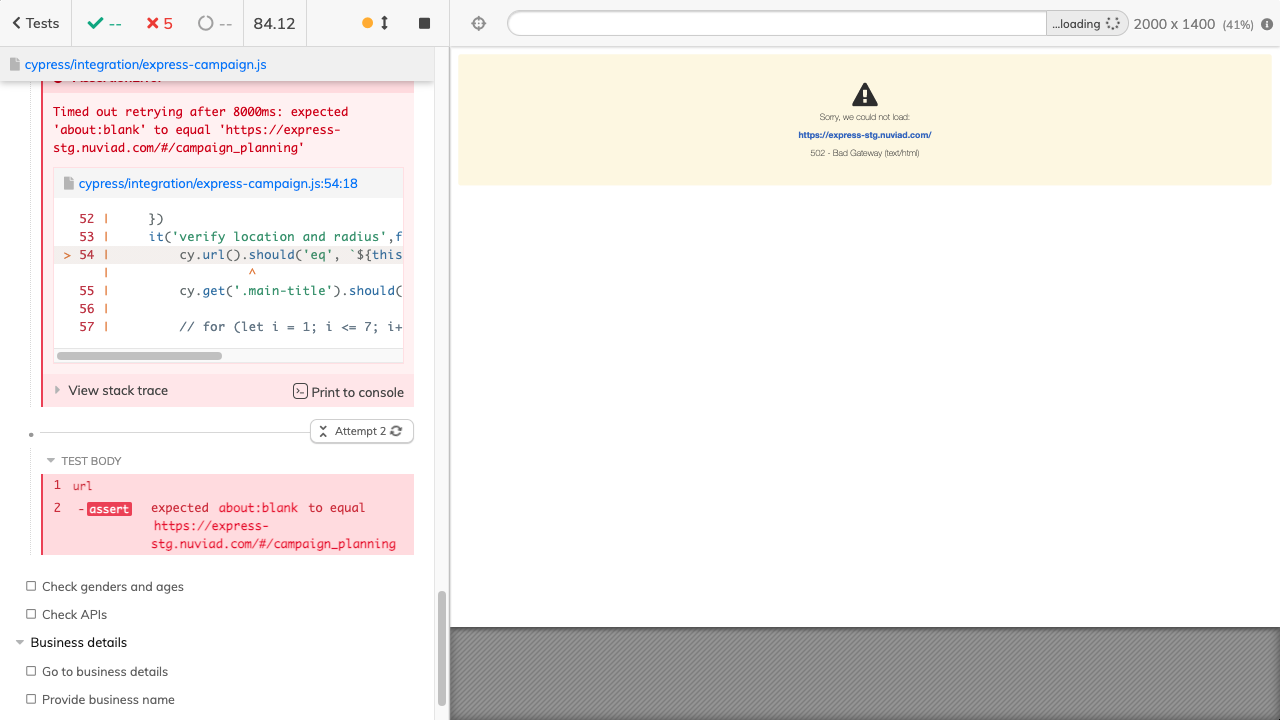 Tests
--
5
--
84.12
...loading
2000 x 1400 (41%)
cypress/integration/express-campaign.js
Timed out retrying after 8000ms: expected
'about:blank' to equal 'https://express-
stg.nuviad.com/#/campaign_planning'
cypress/integration/express-campaign.js:54:18
52 |     })
53 |     it('verify location and radius',f
> 54 |         cy.url().should('eq', `${this
|                  ^
55 |         cy.get('.main-title').should(
56 |
57 |         // for (let i = 1; i <= 7; i+
View stack trace
Print to console
Attempt 2
TEST BODY
1 url
2 -assert expected about:blank to equal
https://express-
stg.nuviad.com/#/campaign_planning
Check genders and ages
Check APIs
Business details
Go to business details
Provide business name
Sorry, we could not load:
https://express-stg.nuviad.com/
502 - Bad Gateway (text/html)